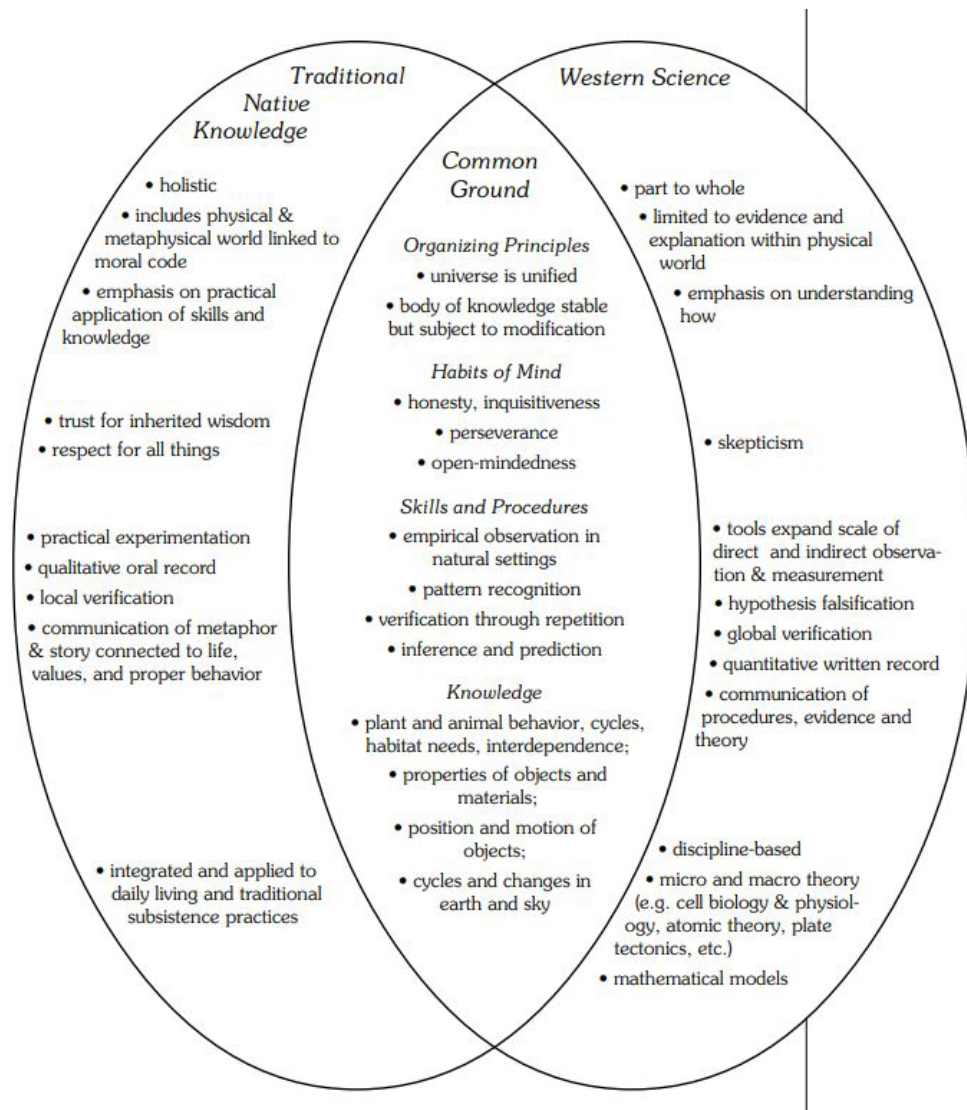 Traditional
Native
Knowledge
• holistic
• includes physical &
metaphysical world linked to
moral code
• emphasis on practical
application of skills and
knowledge
• trust for inherited wisdom
• respect for all things
• practical experimentation
• qualitative oral record
• local verification
• communication of metaphor
& story connected to life,
values, and proper behavior
• integrated and applied to
daily living and traditional
subsistence practices
Common
Ground
Organizing Principles
• universe is unified
• body of knowledge stable
but subject to modification
Habits of Mind
• honesty, inquisitiveness
• perseverance
• open-mindedness
Skills and Procedures
• empirical observation in
natural settings
• pattern recognition
• verification through repetition
• inference and prediction
Knowledge
• plant and animal behavior, cycles,
habitat needs, interdependence;
• properties of objects and
materials;
• position and motion of
objects;
• cycles and changes in
earth and sky
Western Science
• part to whole
• limited to evidence and
explanation within physical
world
• emphasis on understanding
how
• skepticism
• tools expand scale of
direct and indirect observa-
tion & measurement
• hypothesis falsification
• global verification
• quantitative written record
• communication of
procedures, evidence and
theory
• discipline-based
• micro and macro theory
(e.g. cell biology & physiol-
ogy, atomic theory, plate
tectonics, etc.)
• mathematical models